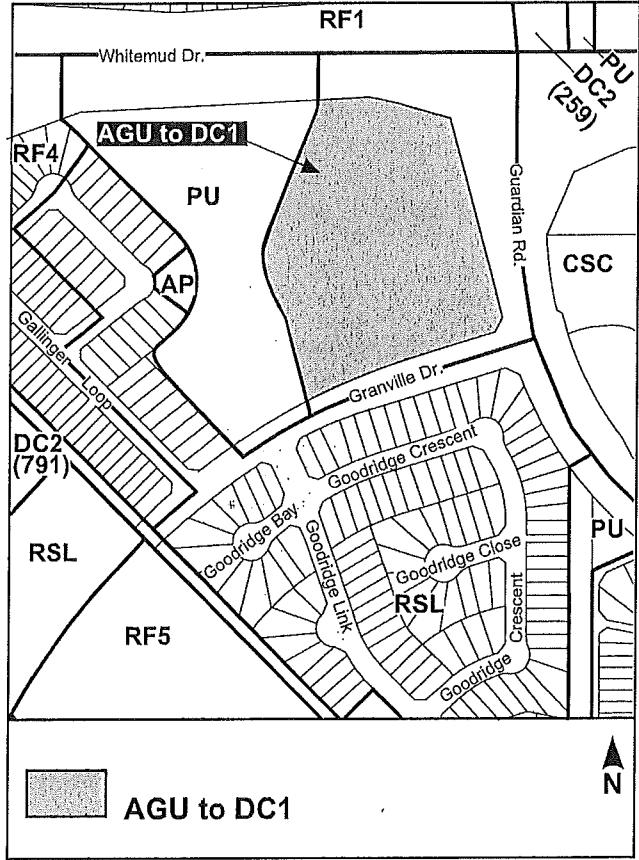 RF1
Whitemud Dr.
DC2
(259)
PU
AGU to DC1
RF4
PU
Guardian Rd.
CSC
AP
Gallinger Loop
Granville Dr.
DC2
(791)
Goodridge Crescent
Goodridge Bay
Goodridge Link
Goodridge Close
PU
RSL
RSL
Goodridge
Crescent
RF5
N
AGU to DC1